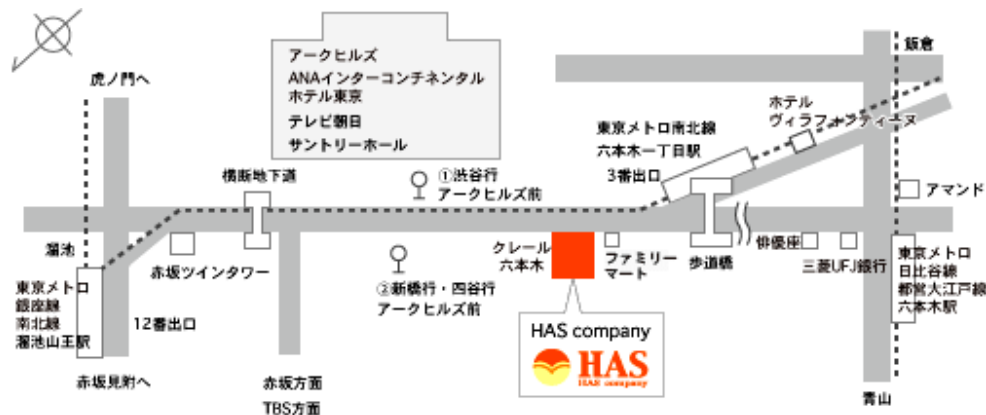 虎ノ門へ
アークヒルズ
ANAインターコンチネンタル
ホテル東京
テレビ朝日
サントリーホール
飯倉
ホテル
ヴィラフォンティーヌ
東京メトロ南北線
六本木一丁目駅
3番出口
横断地下道
①渋谷行
アークヒルズ前
アマンド
溜池
赤坂ツインタワー
②新橋行・四谷行
アークヒルズ前
クレール
六本木
ファミリー
マート
歩道橋
俳優座
三菱UFJ銀行
東京メトロ
日比谷線
都営大江戸線
六本木駅
東京メトロ
銀座線
南北線
溜池山王駅
12番出口
HAS company
HAS
HAS company
赤坂見附へ
赤坂方面
TBS方面
青山